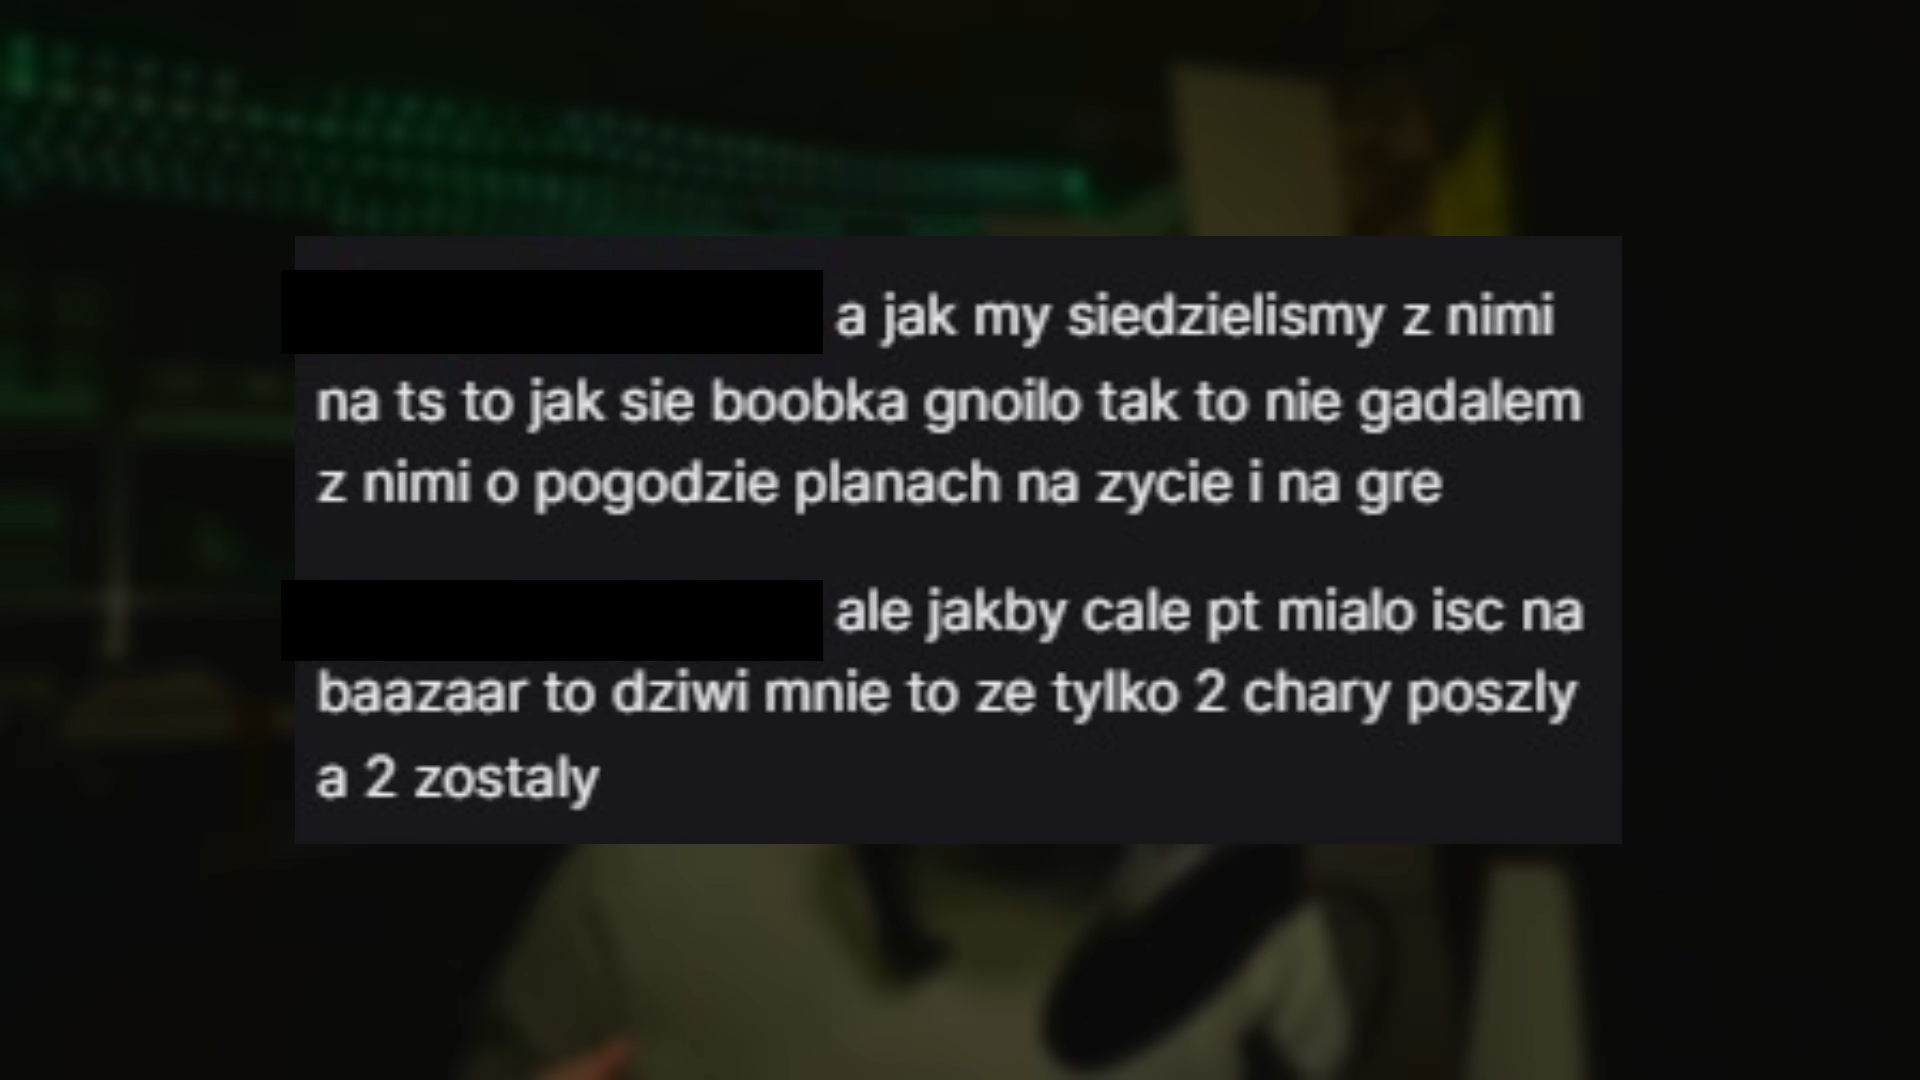 a jak my siedzielismy z nimi
na ts to jak sie boobka gnoilo tak to nie gadalem
z nimi o pogodzie planach na zycie i na gre
ale jakby cale pt mialo isc na
baazaar to dziwi mnie to ze tylko 2 chary poszly
a 2 zostaly